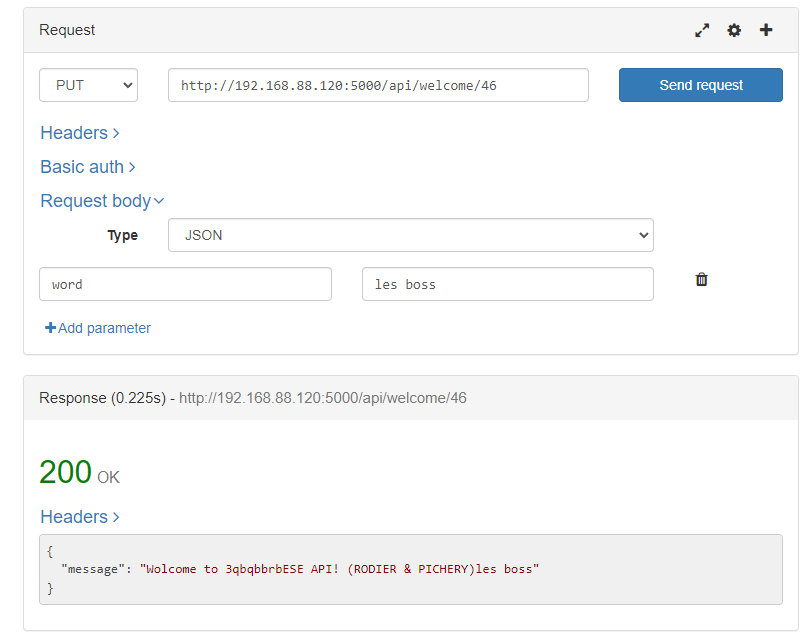 Request
PUT http://192.168.88.120:5000/api/welcome/46 Send request
Headers
Basic auth
Request body
Type JSON
word les boss
Add parameter
Response (0.225s) - http://192.168.88.120:5000/api/welcome/46
200 OK
Headers
{
"message": "Wolcome to 3qbqbbrbESE API! (RODIER & PICHERY)les boss"
}